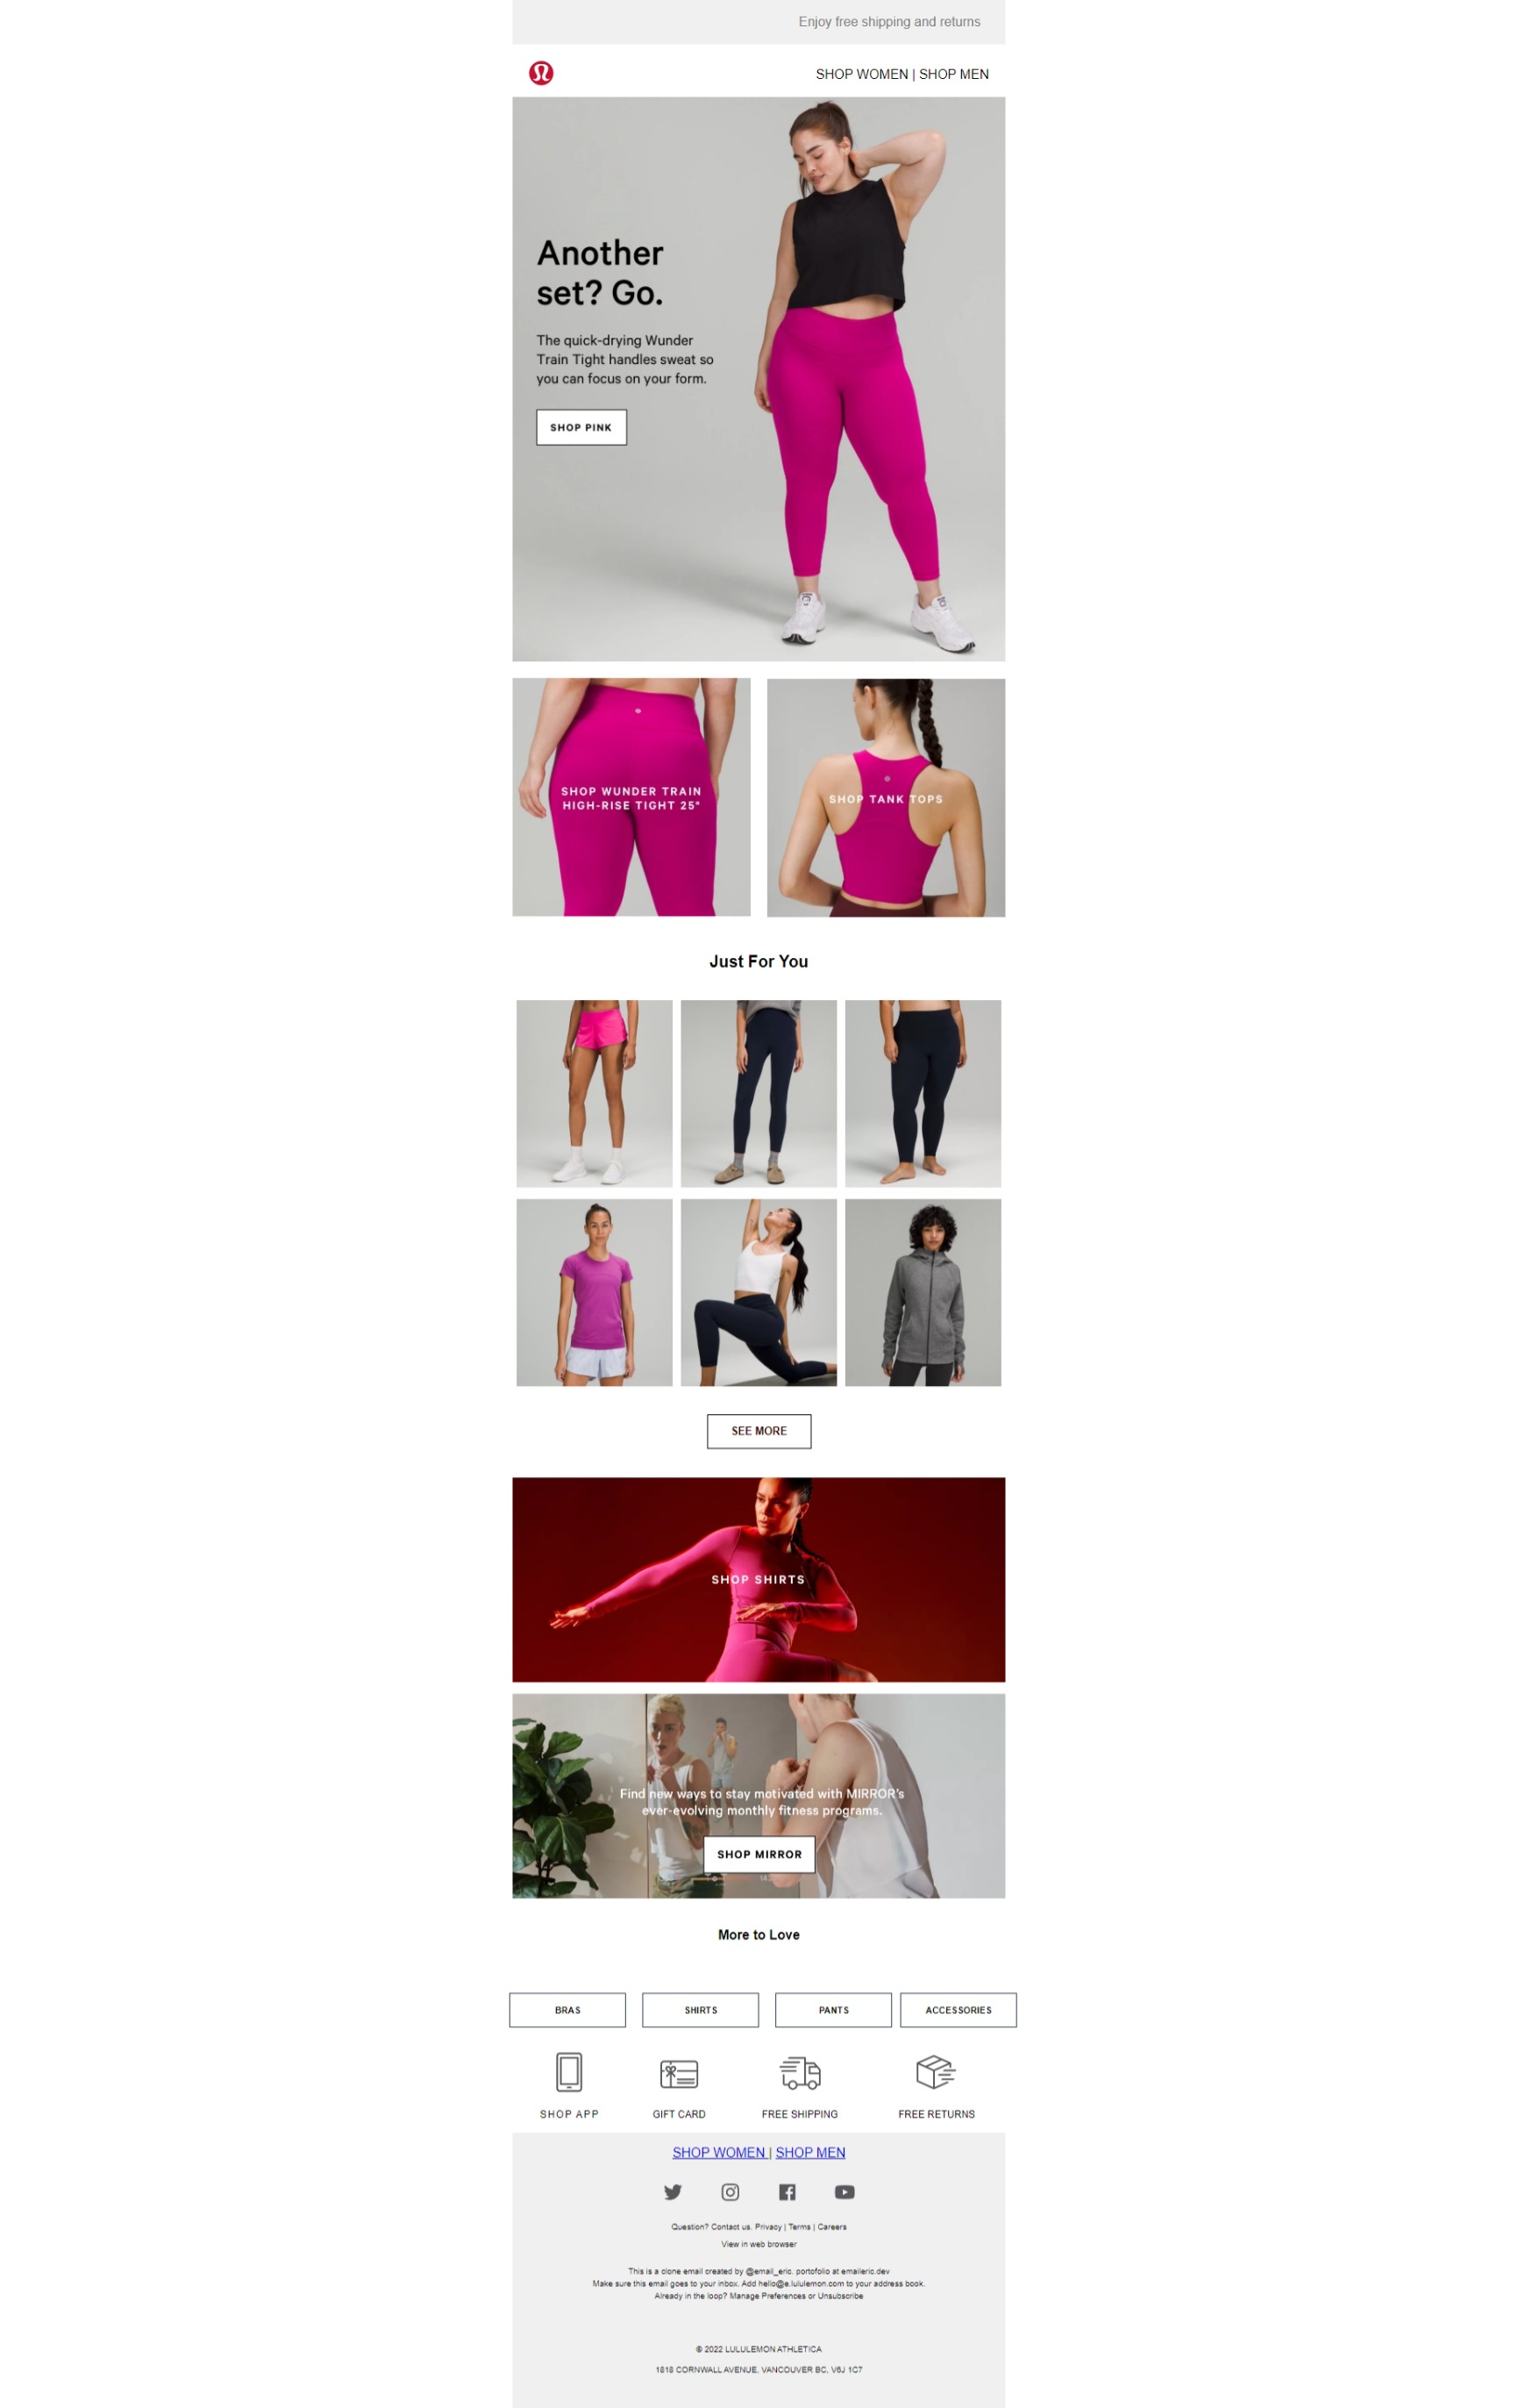 Enjoy free shipping and returns
SHOP WOMEN | SHOP MEN
Another
set? Go.
The quick-drying Wunder
Train Tight handles sweat so
you can focus on your form.
SHOP PINK
SHOP WUNDER TRAIN
HIGH-RISE TIGHT 25"
SHOP TANK TOPS
Just For You
SEE MORE
SHOP SHIRTS
Find new ways to stay motivated with MIRROR's
ever-evolving monthly fitness programs.
SHOP MIRROR
More to Love
BRAS
SHIRTS
PANTS
ACCESSORIES
SHOP APP
GIFT CARD
FREE SHIPPING
FREE RETURNS
SHOP WOMEN | SHOP MEN
Question? Contact us. Privacy | Terms | Careers
View in web browser
This is a clone email created by @email_eric. portofolio at emaileric.dev
Make sure this email goes to your inbox. Add hello@e.lululemon.com to your address book.
Already in the loop? Manage Preferences or Unsubscribe
© 2022 LULULEMON ATHLETICA
1818 CORNWALL AVENUE, VANCOUVER BC, V6J 1C7